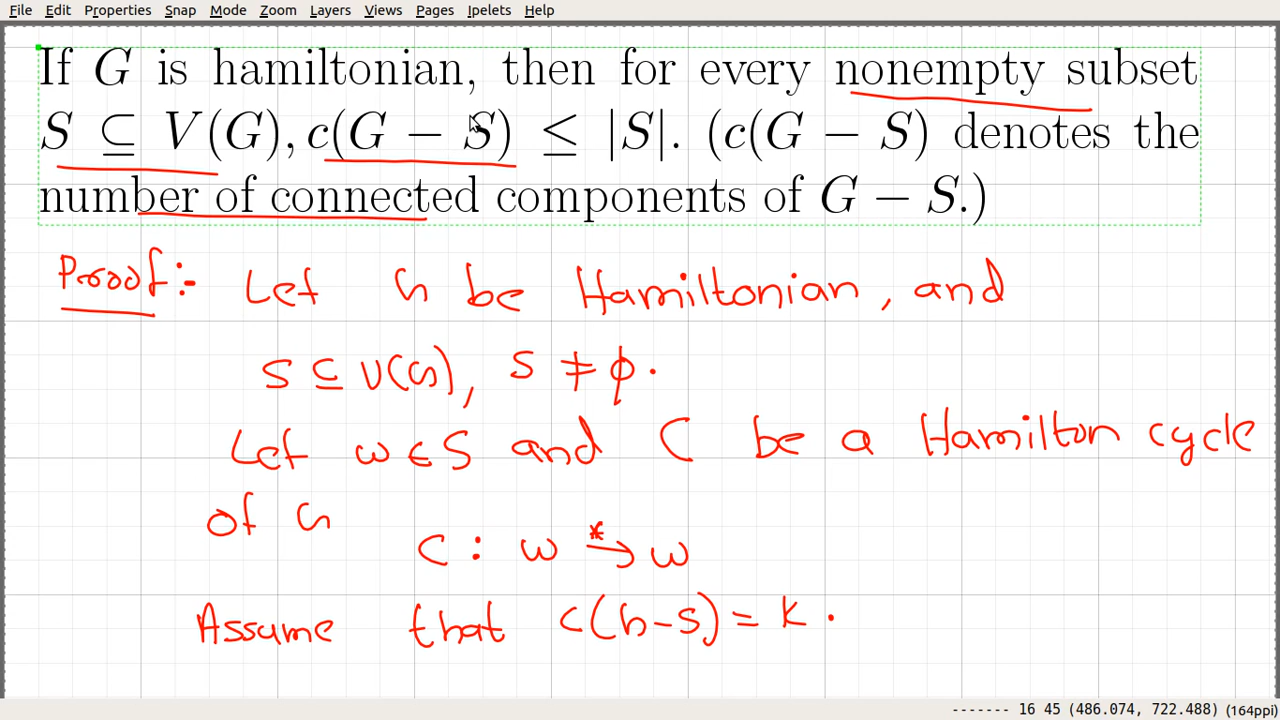 File Edit Properties Snap Mode Zoom Layers Views Pages Ipelets Help
If G is hamiltonian, then for every nonempty subset
S ⊆ V(G), c(G − S) ≤ |S|. (c(G − S) denotes the
number of connected components of G − S.)
Proof:- Let G be Hamiltonian, and
S ⊆ V(G), S ≠ ϕ.
Let w ∈ S and C be a Hamilton cycle
of G
C : w →* w
Assume that c(G-S) = k.
------- 16 45 (486.074, 722.488) (164ppi)